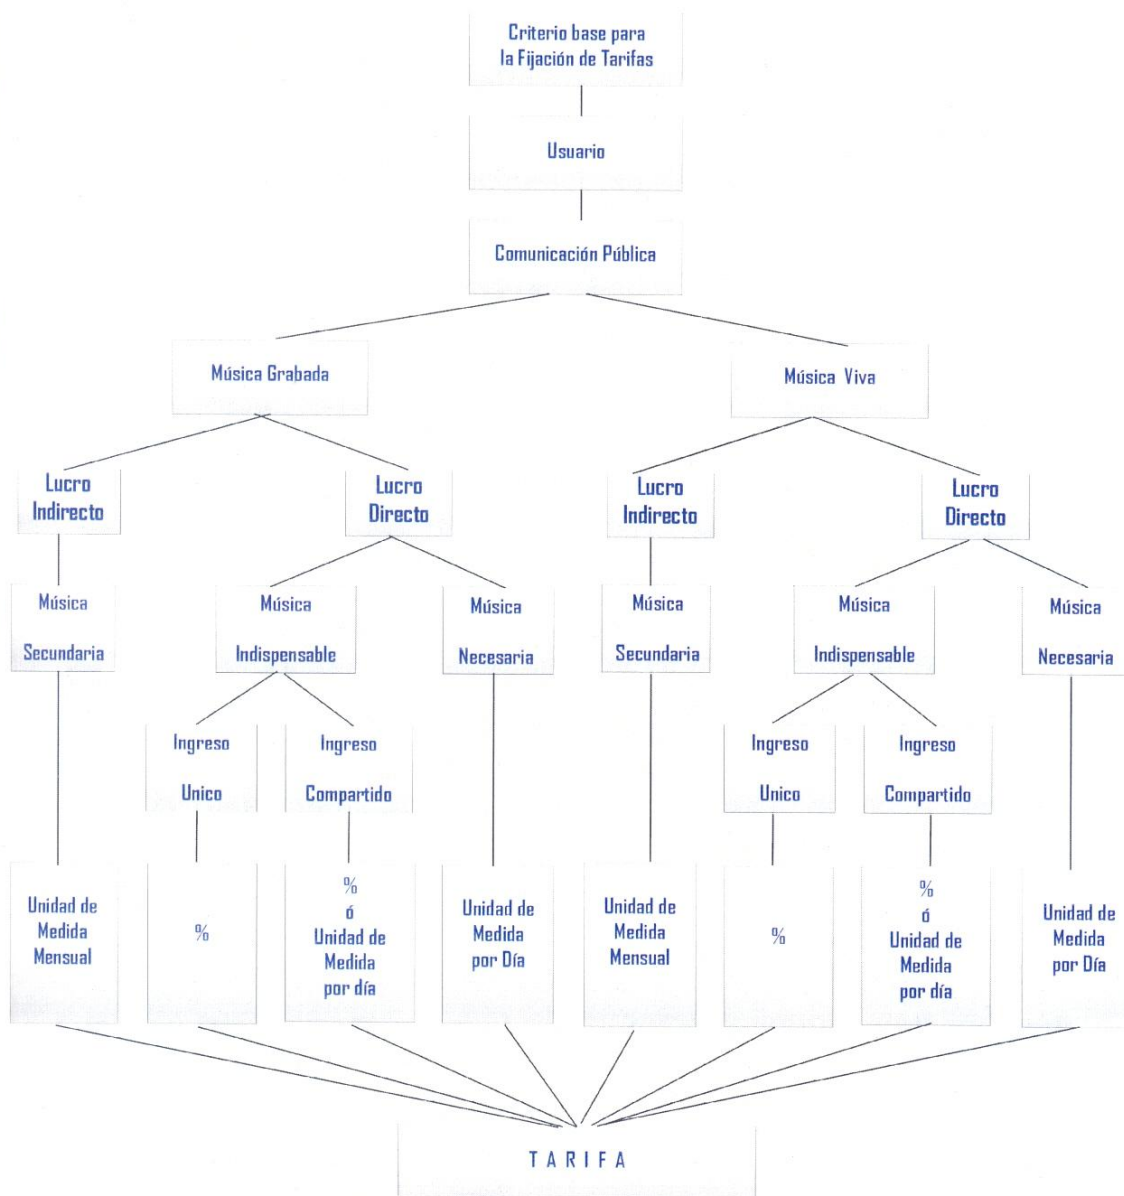 Criterio base para
la Fijación de Tarifas
Usuario
Comunicación Pública
Música Grabada
Música Viva
Lucro
Indirecto
Lucro
Directo
Lucro
Indirecto
Lucro
Directo
Música
Secundaria
Música
Indispensable
Música
Necesaria
Música
Secundaria
Música
Indispensable
Música
Necesaria
Ingreso
Unico
Ingreso
Compartido
Ingreso
Unico
Ingreso
Compartido
Unidad de
Medida
Mensual
%
%
ó
Unidad de
Medida
por día
Unidad de
Medida
por Día
Unidad de
Medida
Mensual
%
%
ó
Unidad de
Medida
por día
Unidad de
Medida
por Día
TARIFA